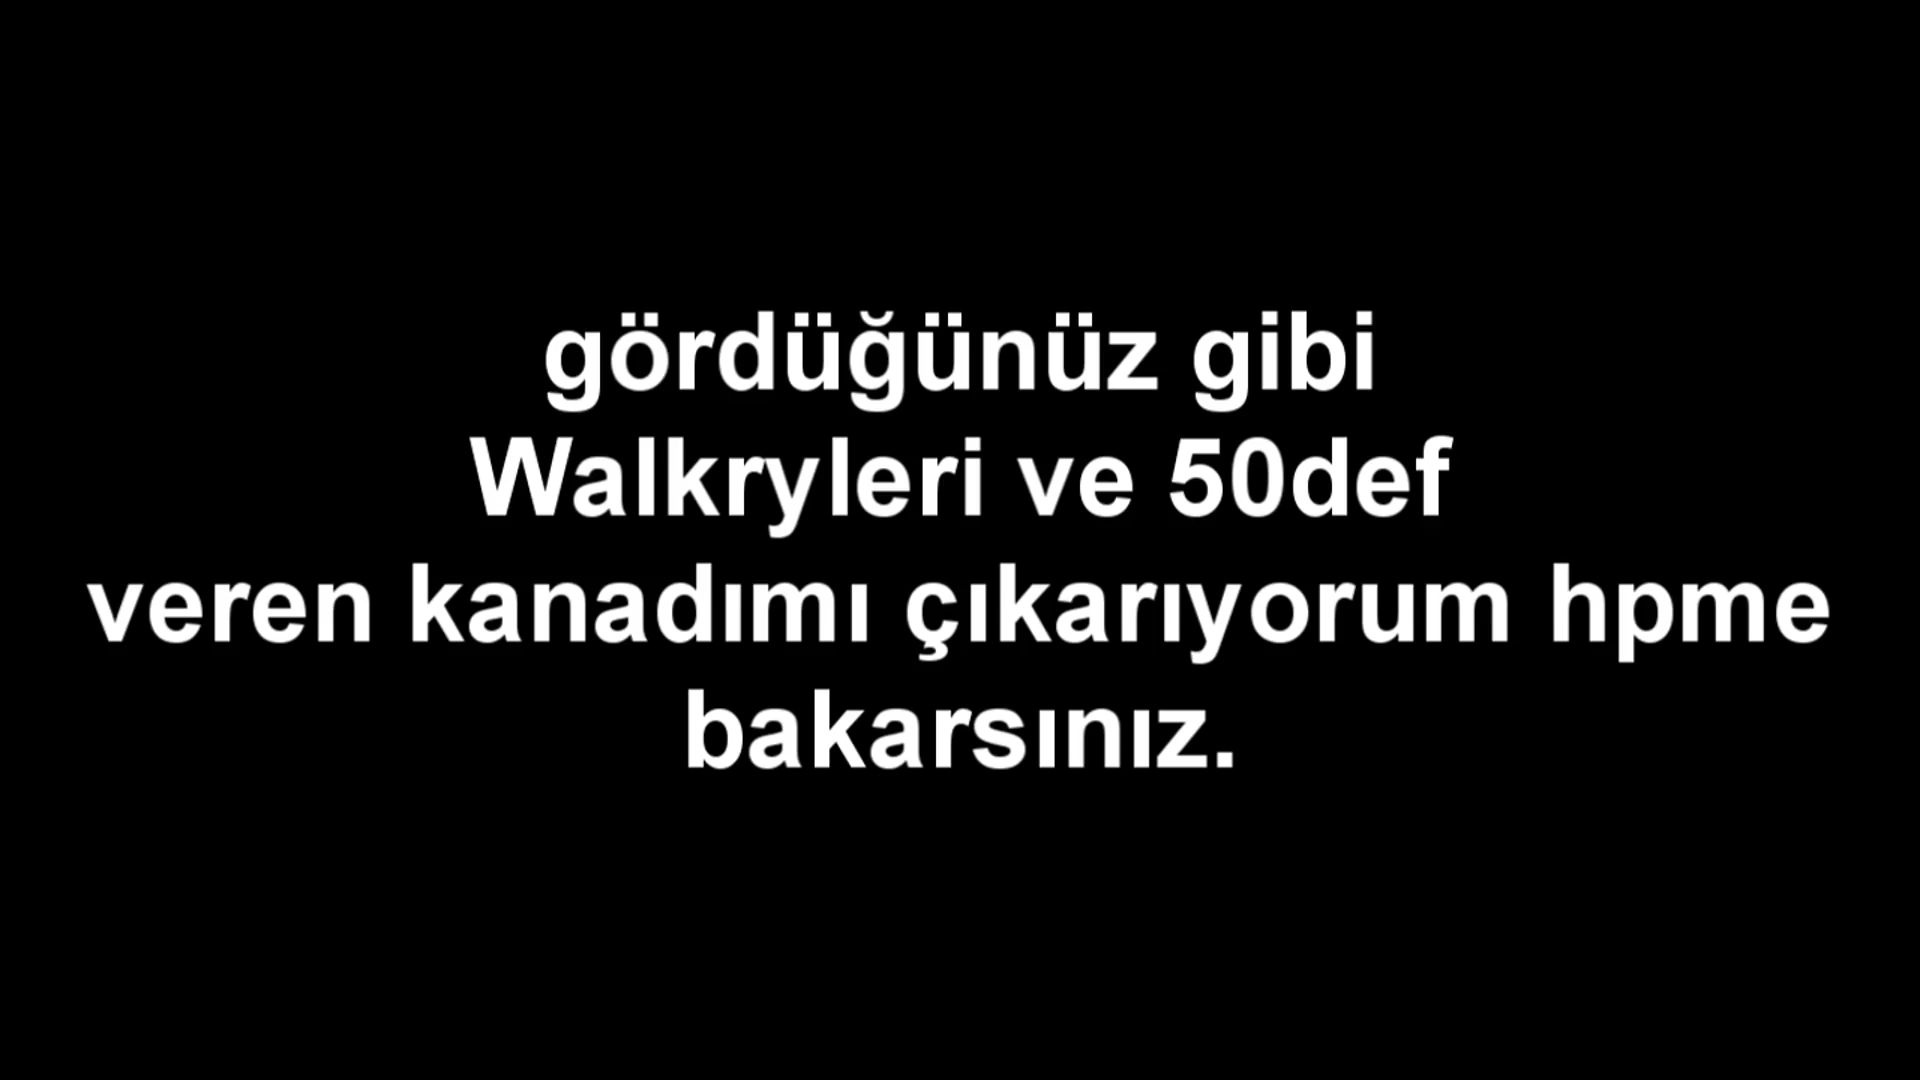 gördüğünüz gibi
Walkryleri ve 50def
veren kanadımı çıkarıyorum hpme
bakarsınız.